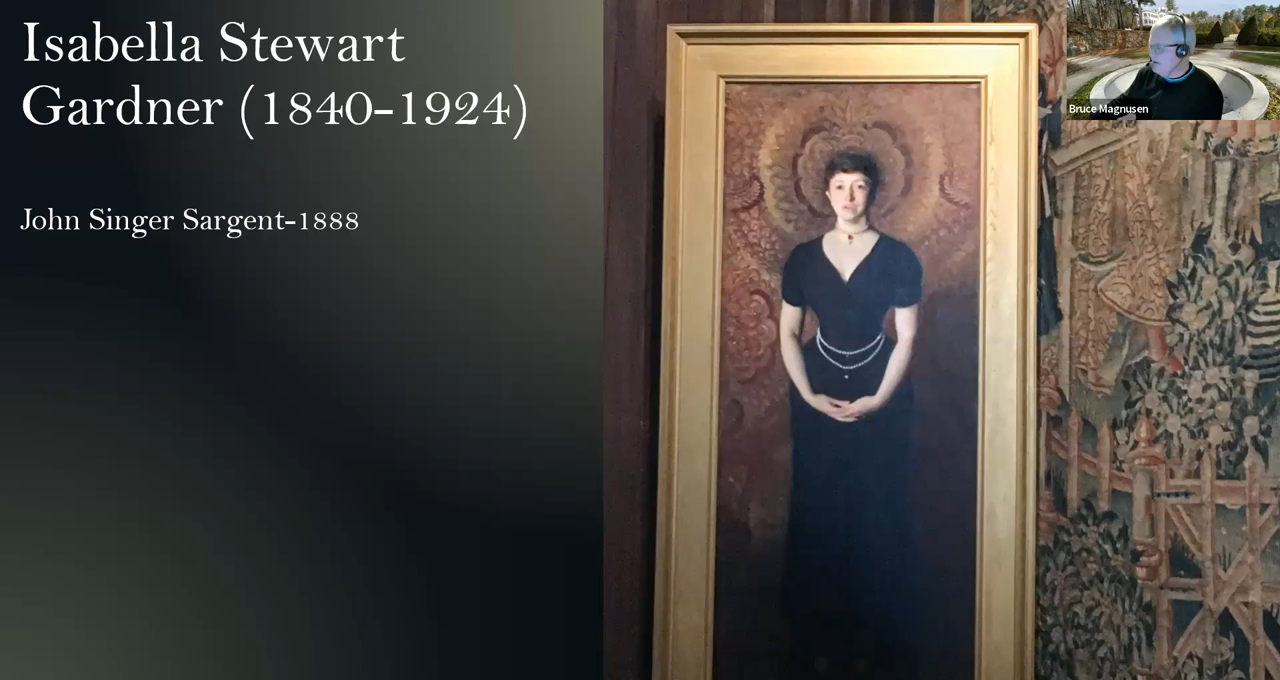 Isabella Stewart
Gardner (1840-1924)
John Singer Sargent-1888
Bruce Magnusen